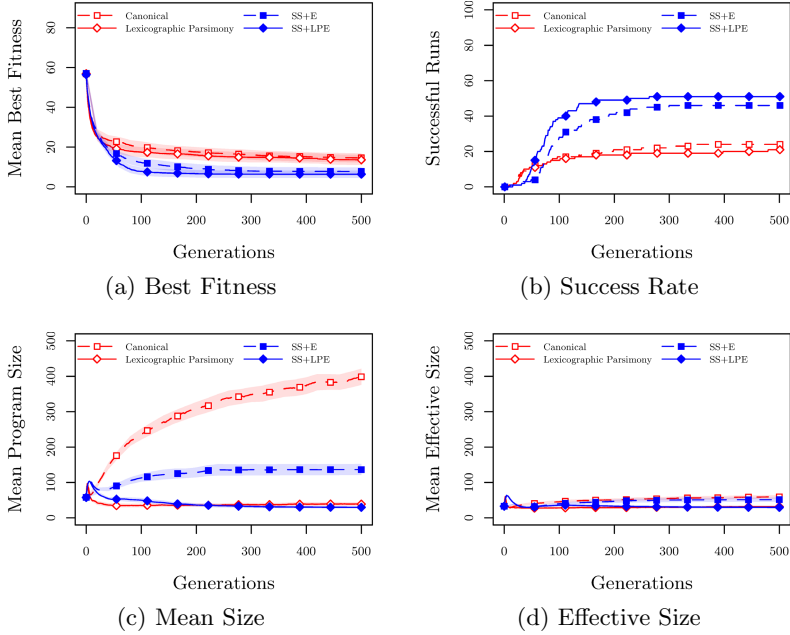 Canonical
Lexicographic Parsimony
SS+E
SS+LPE
Mean Best Fitness
80
60
40
20
0
0 100 200 300 400 500
Generations
(a) Best Fitness
Canonical
Lexicographic Parsimony
SS+E
SS+LPE
Successful Runs
100
80
60
40
20
0
0 100 200 300 400 500
Generations
(b) Success Rate
Canonical
Lexicographic Parsimony
SS+E
SS+LPE
Mean Program Size
500
400
300
200
100
0
0 100 200 300 400 500
Generations
(c) Mean Size
Canonical
Lexicographic Parsimony
SS+E
SS+LPE
Mean Effective Size
500
400
300
200
100
0
0 100 200 300 400 500
Generations
(d) Effective Size